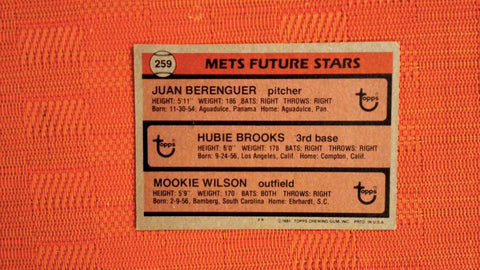 259 METS FUTURE STARS
JUAN BERENGUER pitcher
HEIGHT: 5'11" WEIGHT: 186 BATS: RIGHT THROWS: RIGHT
Born: 11-30-54; Aguadulce, Panama Home: Aguadulce, Pan.
Topps
HUBIE BROOKS 3rd base
HEIGHT: 6'0" WEIGHT: 178 BATS: RIGHT THROWS: RIGHT
Born: 9-24-56, Los Angeles, Calif. Home: Compton, Calif.
Topps
MOOKIE WILSON outfield
HEIGHT: 5'9" WEIGHT: 170 BATS: BOTH THROWS: RIGHT
Born: 2-9-56, Bamberg, South Carolina Home: Ehrhardt, S.C.
Topps
© 1981 TOPPS CHEWING GUM, INC. PRTD. IN U.S.A.